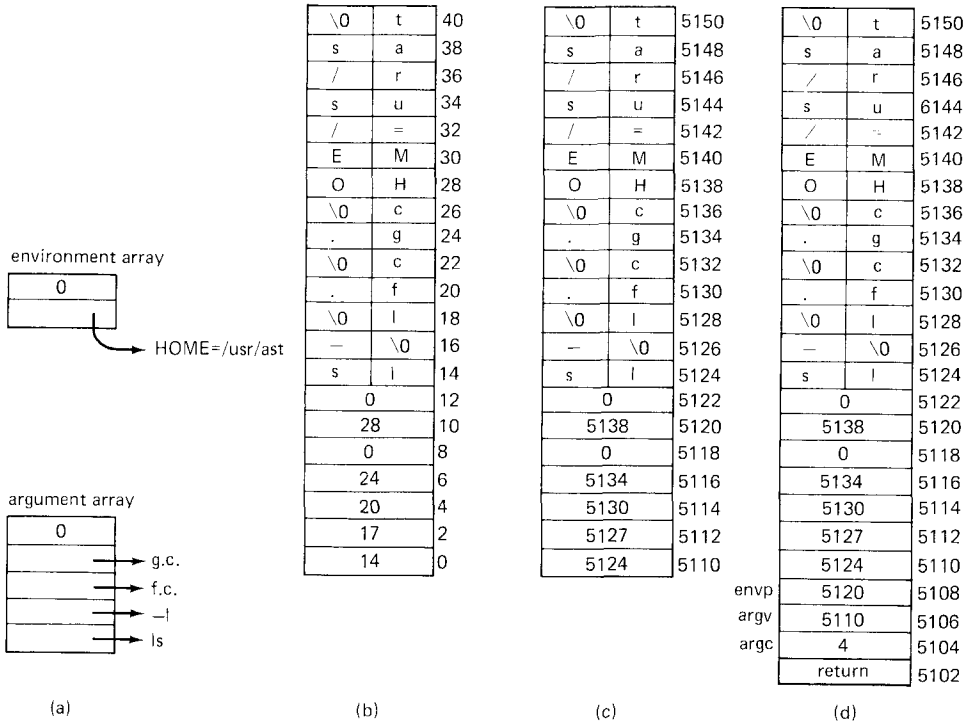 \0 t 40 \0 t 5150 \0 t 5150
s a 38 s a 5148 s a 5148
/ r 36 / r 5146 / r 5146
s u 34 s u 5144 s u 6144
/ = 32 / = 5142 / = 5142
E M 30 E M 5140 E M 5140
O H 28 O H 5138 O H 5138
\0 c 26 \0 c 5136 \0 c 5136
. g 24 . g 5134 . g 5134
environment array \0 c 22 \0 c 5132 \0 c 5132
0 . f 20 . f 5130 . f 5130
\0 l 18 \0 l 5128 \0 l 5128
HOME=/usr/ast – \0 16 – \0 5126 – \0 5126
s l 14 s l 5124 s l 5124
0 12 0 5122 0 5122
28 10 5138 5120 5138 5120
0 8 0 5118 0 5118
argument array 24 6 5134 5116 5134 5116
0 20 4 5130 5114 5130 5114
17 2 5127 5112 5127 5112
g.c. 14 0 5124 5110 5124 5110
f.c. envp 5120 5108
–l argv 5110 5106
ls argc 4 5104
return 5102
(a) (b) (c) (d)